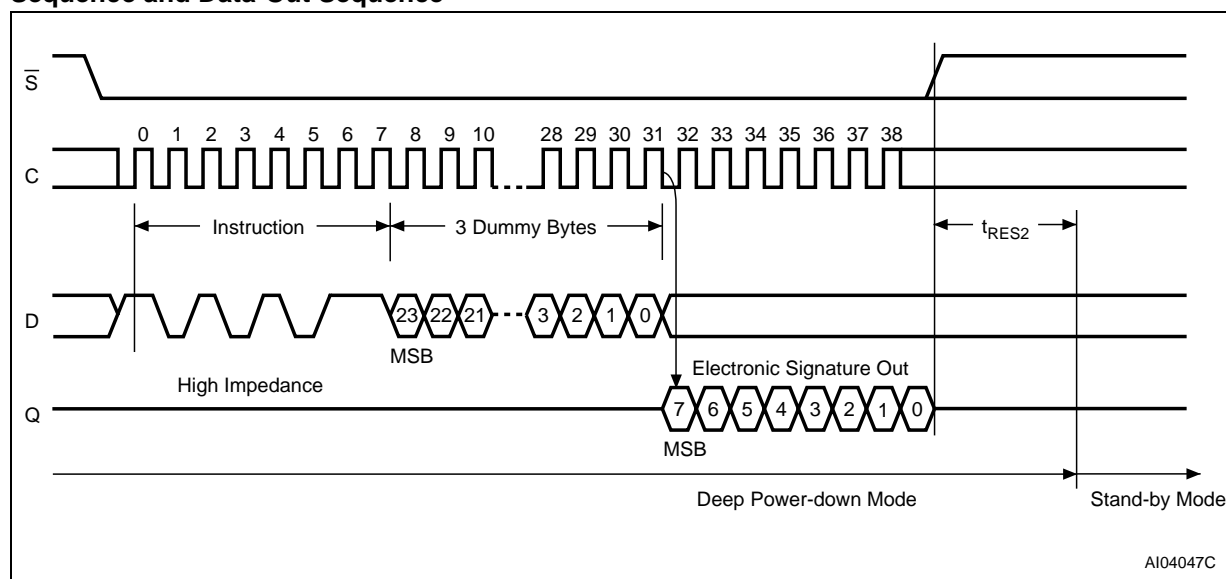 Sequence and Data-Out Sequence
S
0 1 2 3 4 5 6 7 8 9 10 28 29 30 31 32 33 34 35 36 37 38
C
Instruction 3 Dummy Bytes tRES2
D 23 22 21 3 2 1 0
MSB
High Impedance Electronic Signature Out
Q 7 6 5 4 3 2 1 0
MSB
Deep Power-down Mode Stand-by Mode
AI04047C